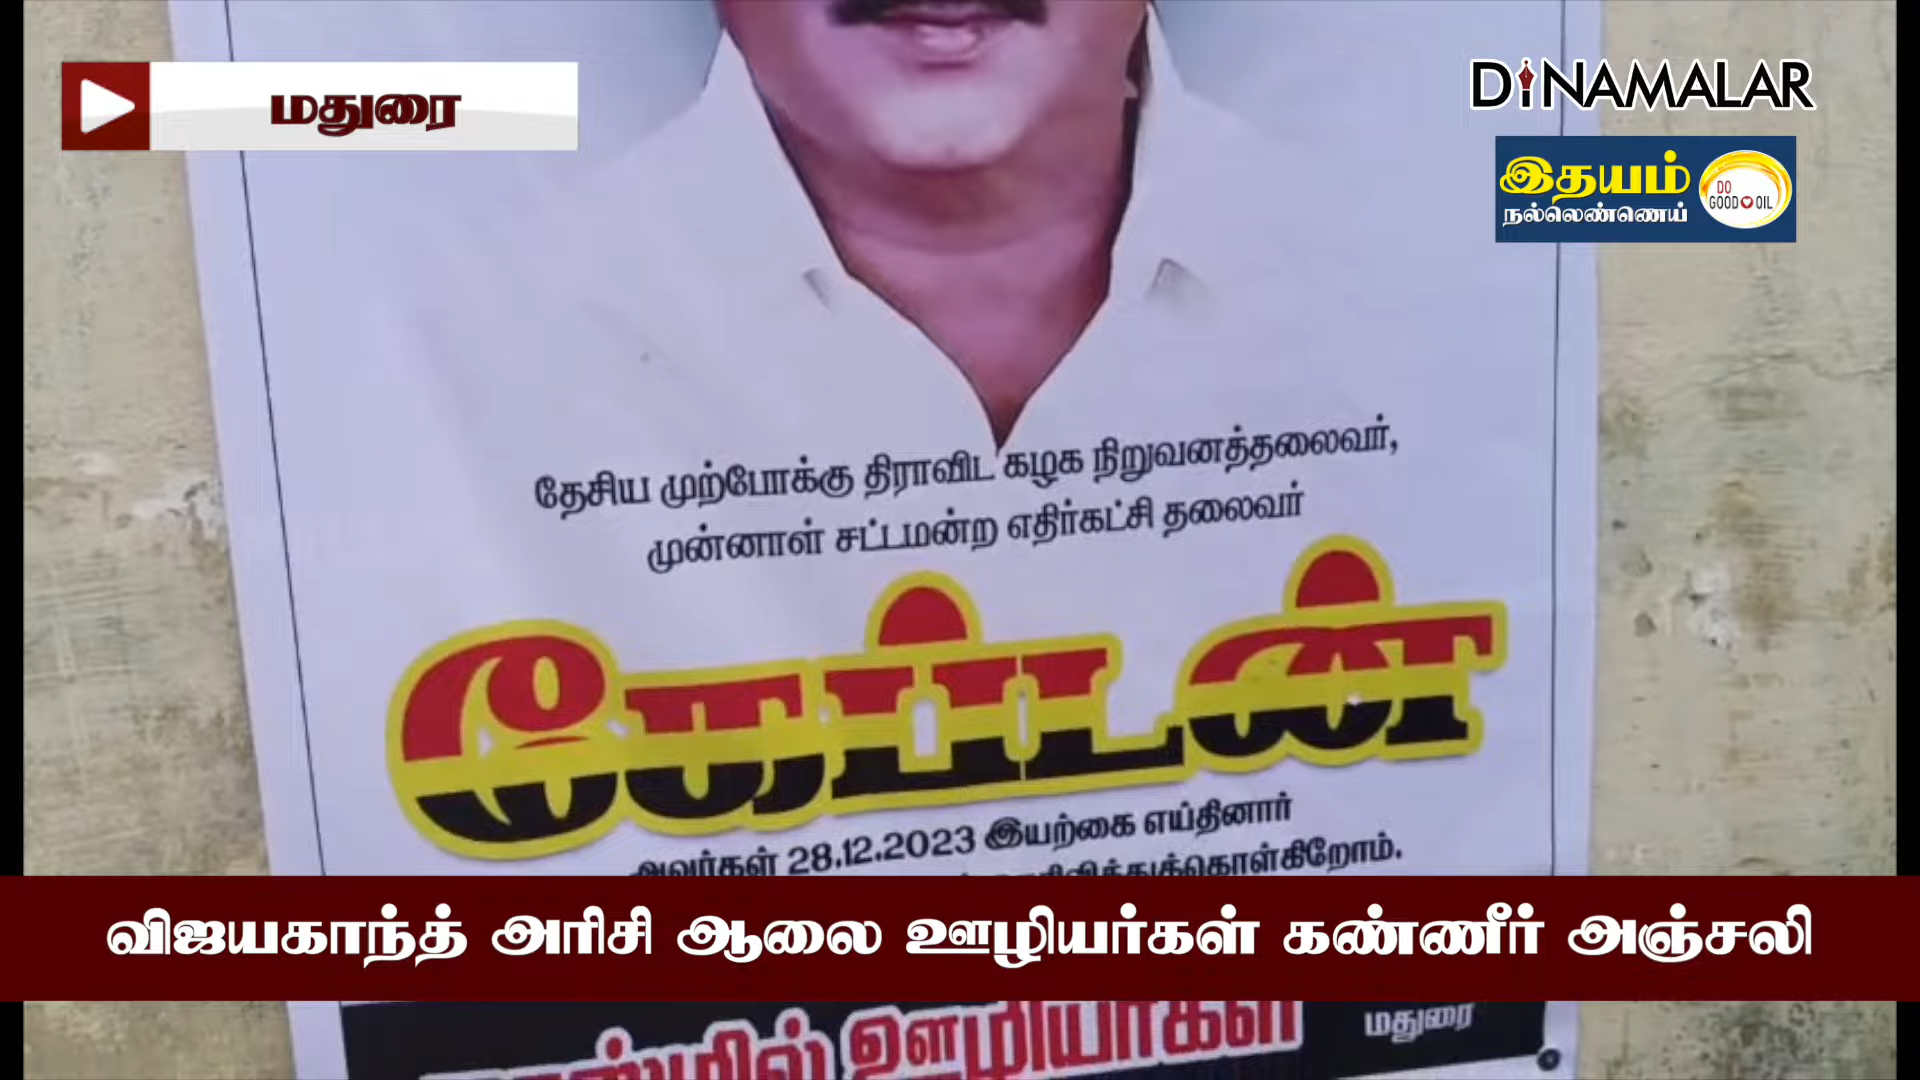 மதுரை
DINAMALAR
இதயம்
நல்லெண்ணெய்
DO
GOOD OIL
தேசிய முற்போக்கு திராவிட கழக நிறுவனத்தலைவர்,
முன்னாள் சட்டமன்ற எதிர்கட்சி தலைவர்
கேப்டன்
அவர்கள் 28.12.2023 இயற்கை எய்தினார்
விஜயகாந்த் அரிசி ஆலை ஊழியர்கள் கண்ணீர் அஞ்சலி
ஊழியர்கள்
மதுரை